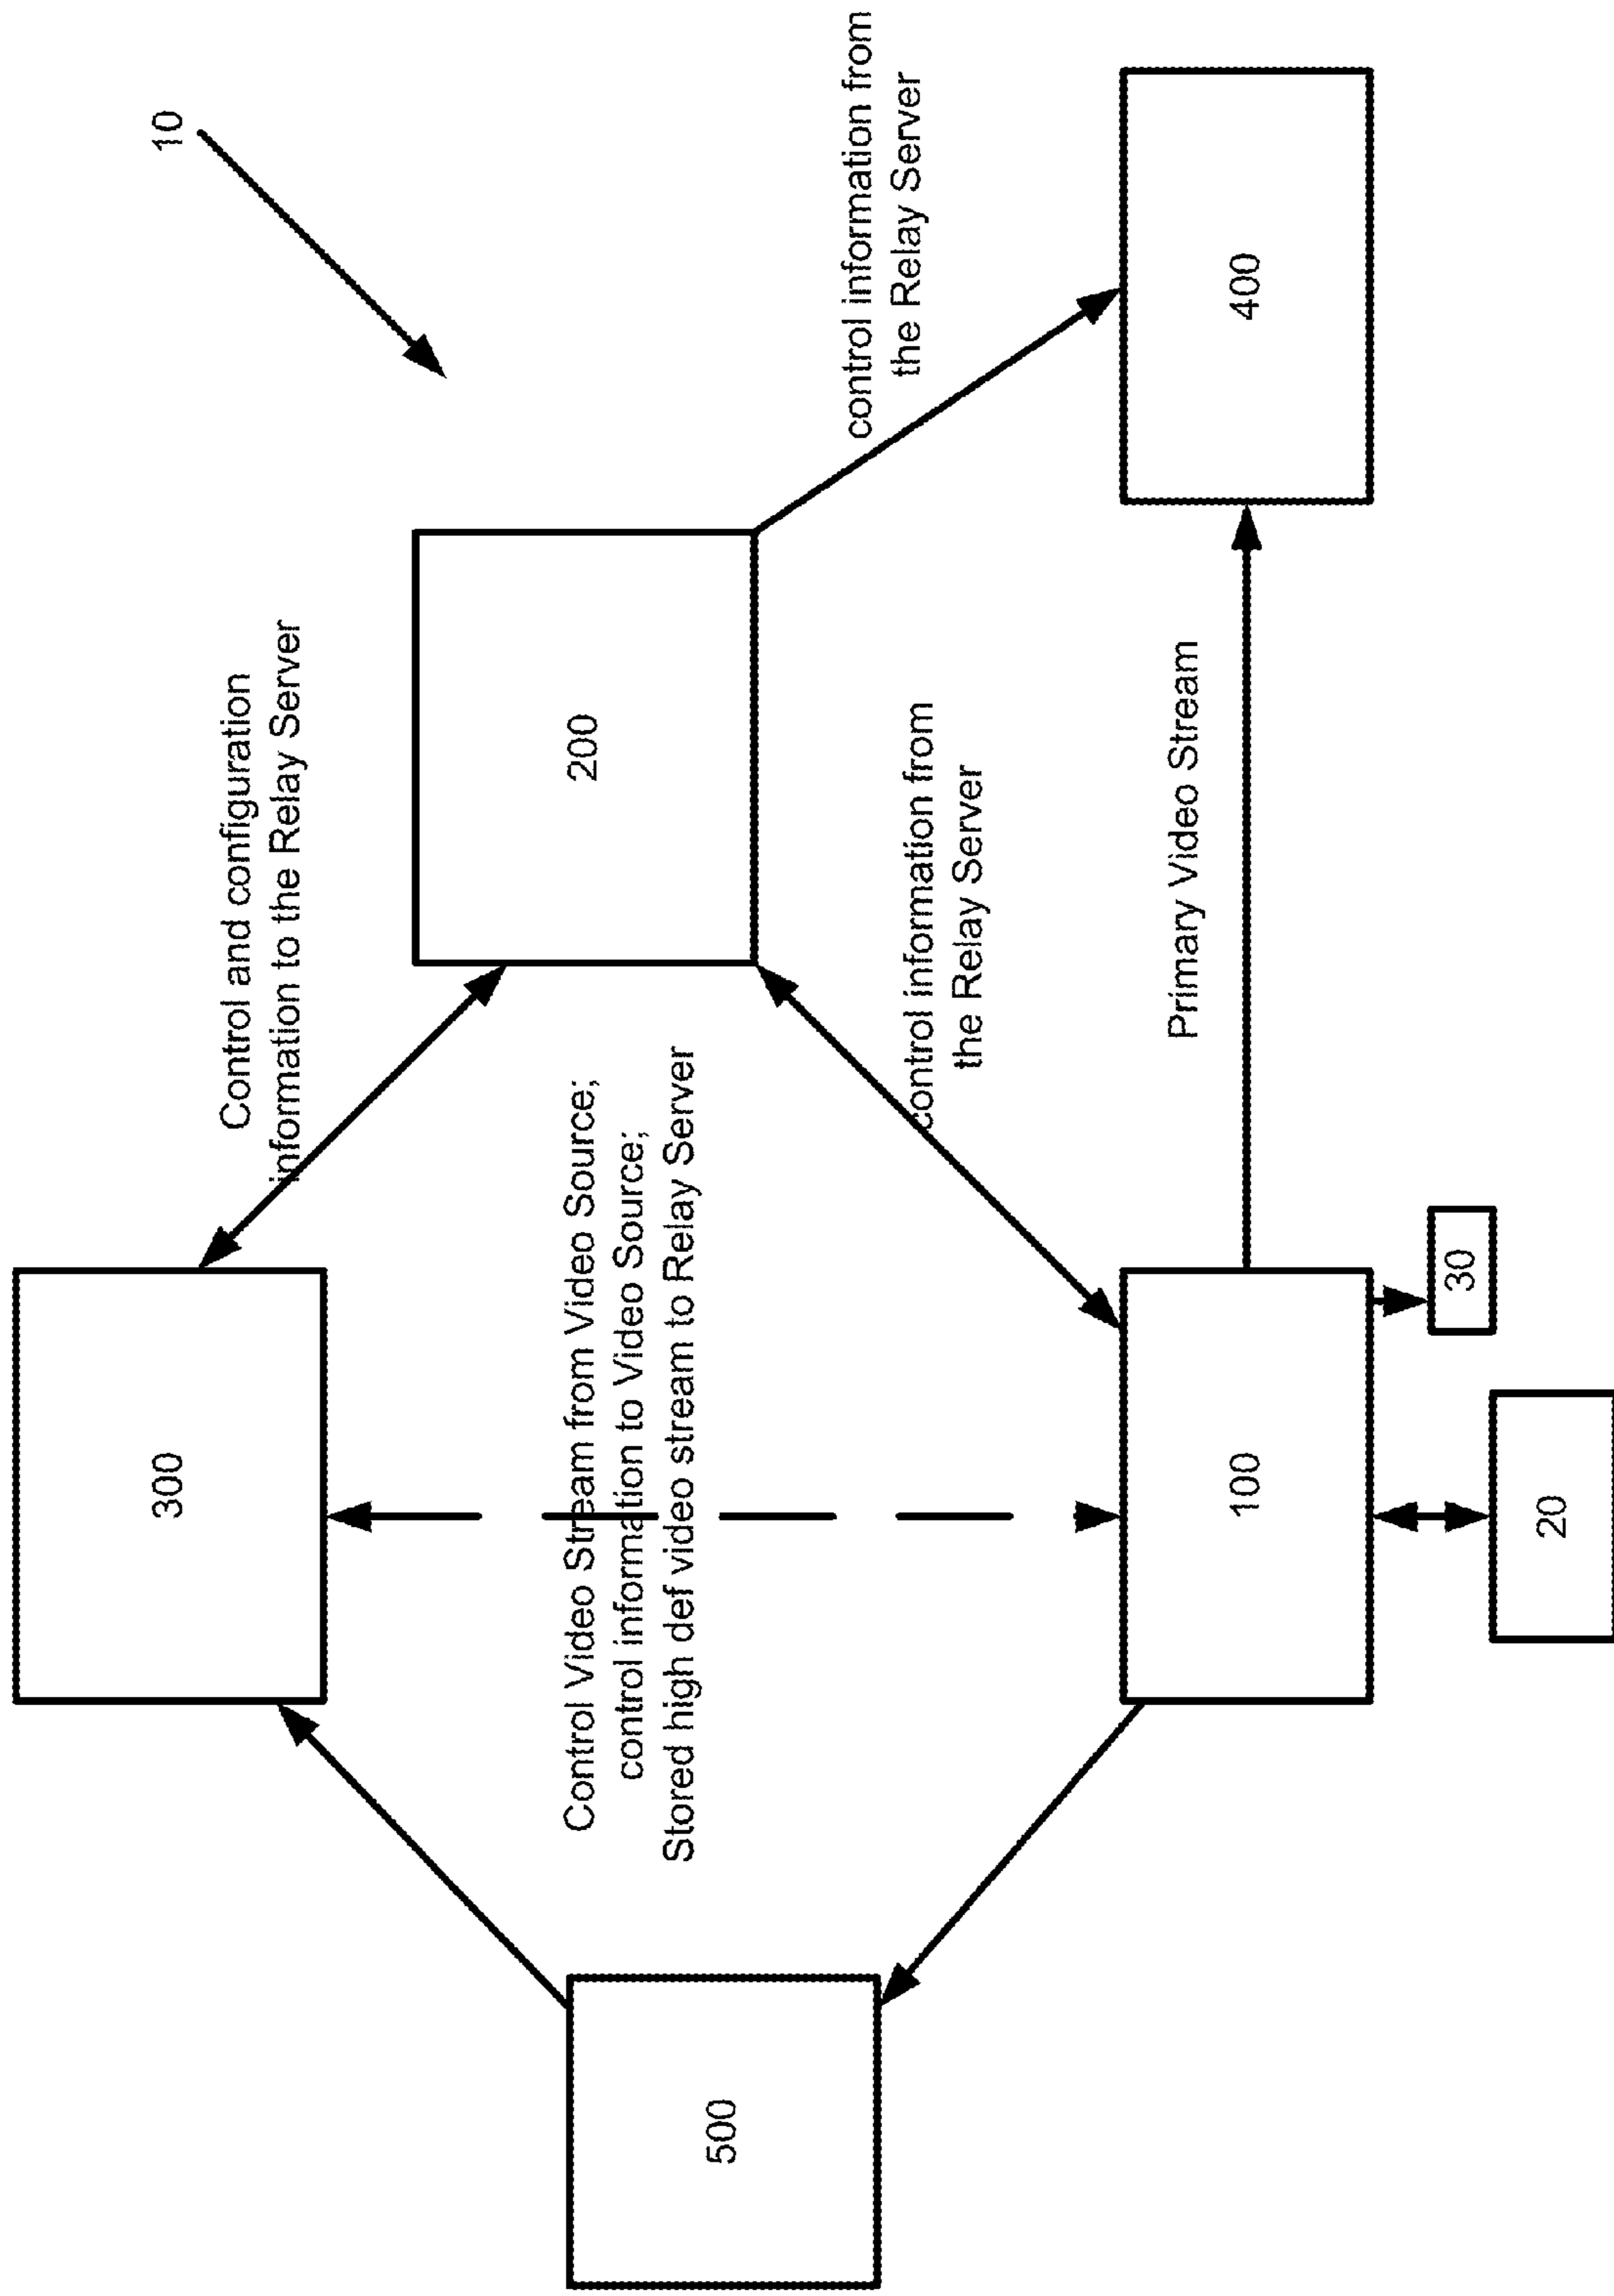 10
300
Control and configuration
information to the Relay Server
200
500
Control Video Stream from Video Source;
control information to Video Source;
Stored high def video stream to Relay Server
control information from
the Relay Server
control information from
the Relay Server
100
Primary Video Stream
400
20
30